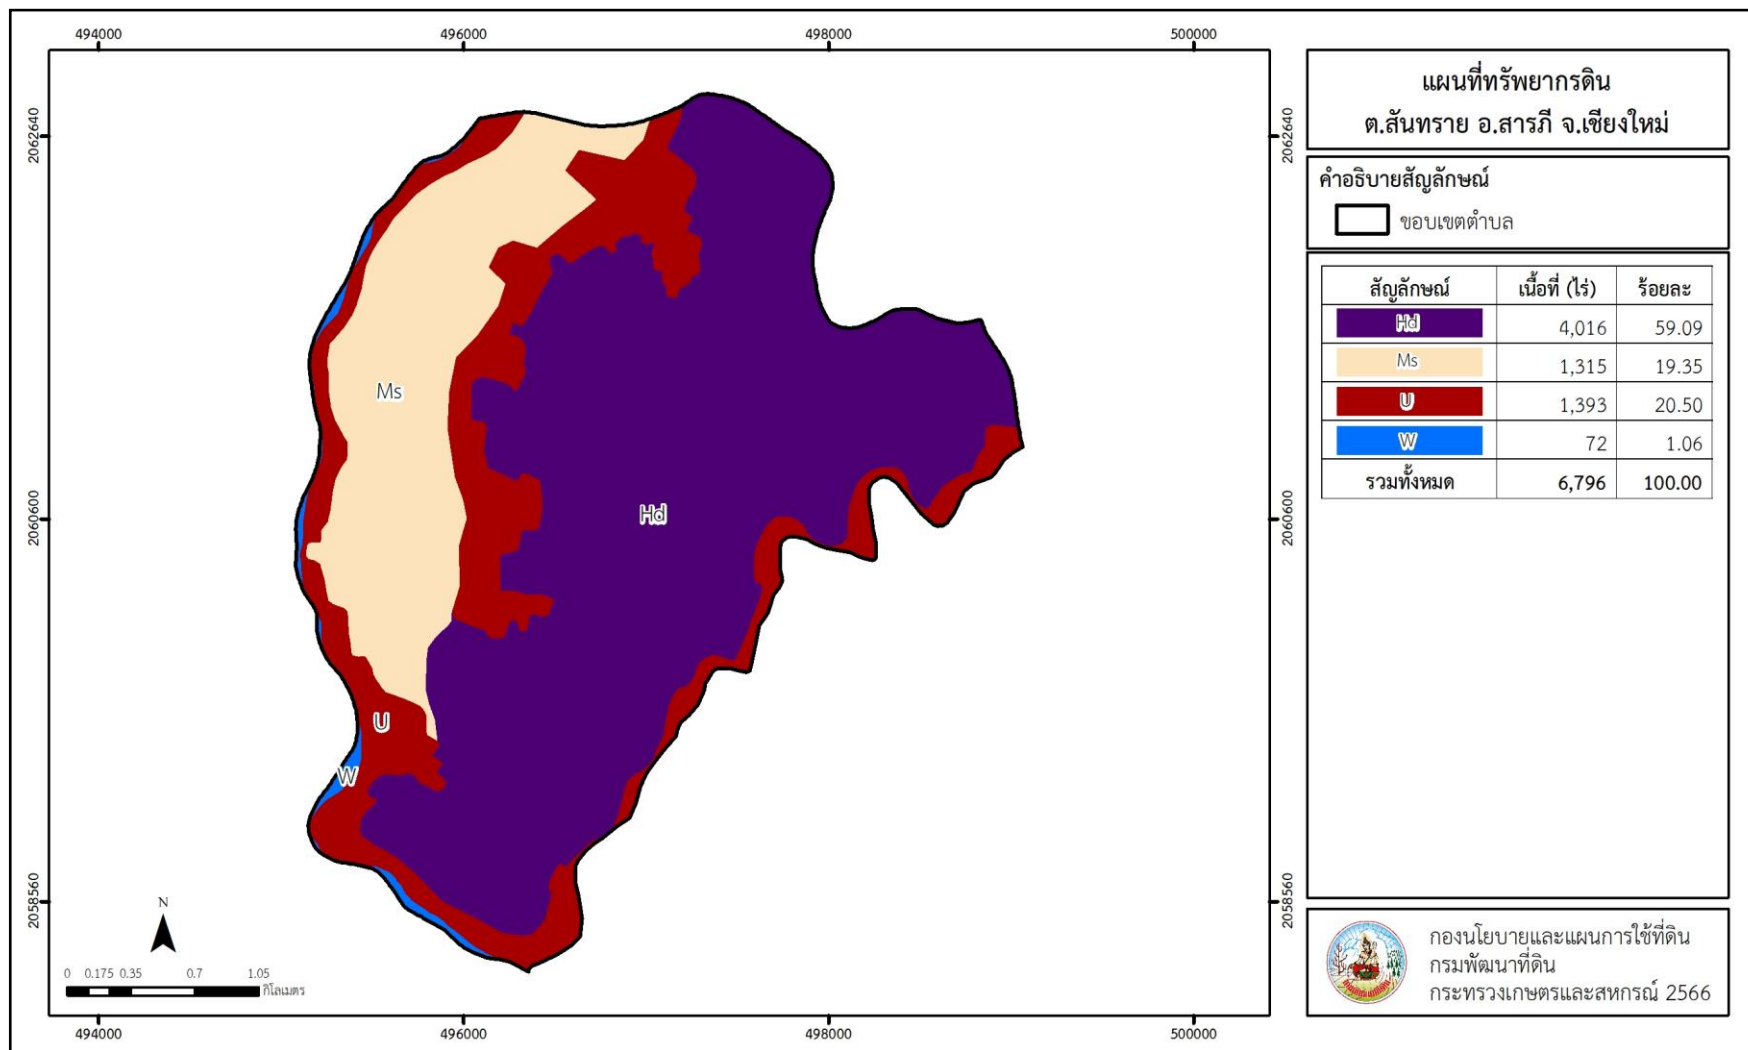 494000
496000
498000
500000
2062640
2062640
แผนที่ทรัพยากรดิน
ต.สันทราย อ.สารภี จ.เชียงใหม่
คำอธิบายสัญลักษณ์
ขอบเขตตำบล
สัญลักษณ์ เนื้อที่ (ไร่) ร้อยละ
Hd 4,016 59.09
Ms 1,315 19.35
U 1,393 20.50
W 72 1.06
รวมทั้งหมด 6,796 100.00
Ms
Hd
2060600
2060600
U
W
2058560
2058560
N
0 0.175 0.35 0.7 1.05
กิโลเมตร
494000
496000
498000
500000
กองนโยบายและแผนการใช้ที่ดิน
กรมพัฒนาที่ดิน
กระทรวงเกษตรและสหกรณ์ 2566